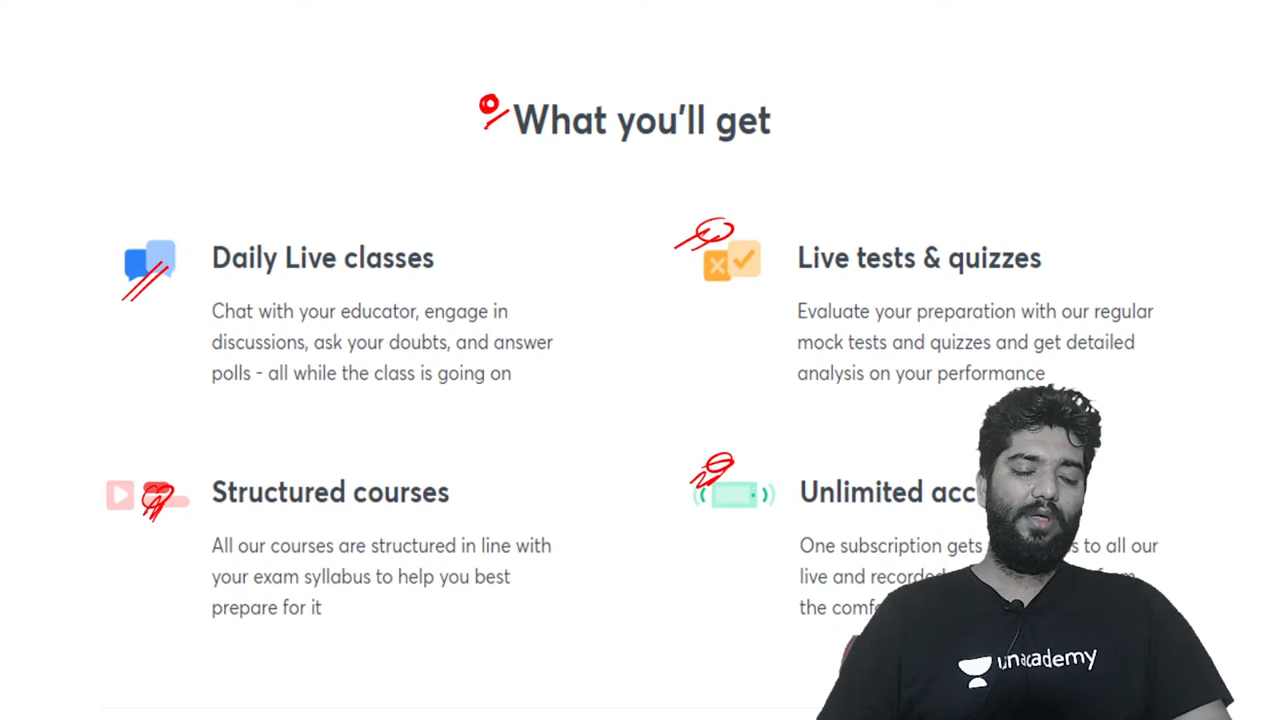 What you'll get
Daily Live classes
Chat with your educator, engage in
discussions, ask your doubts, and answer
polls - all while the class is going on
Live tests & quizzes
Evaluate your preparation with our regular
mock tests and quizzes and get detailed
analysis on your performance
Structured courses
All our courses are structured in line with
your exam syllabus to help you best
prepare for it
Unlimited
One subscription gets to all our
live and
the
unacademy